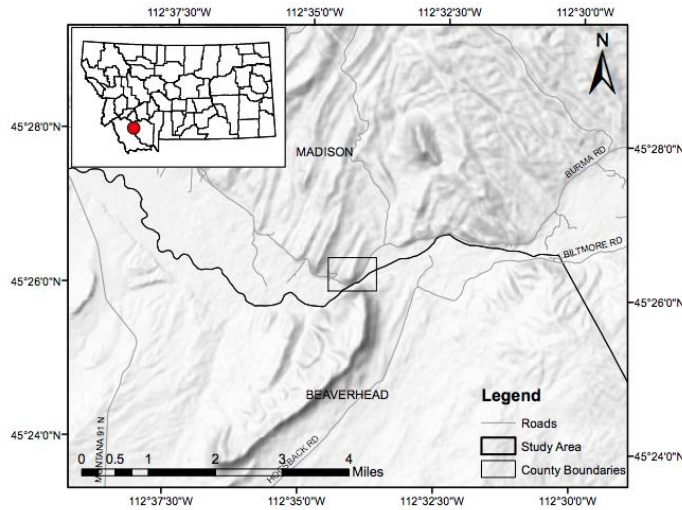 112°37'30"W 112°35'0"W 112°32'30"W 112°30'0"W
N
45°28'0"N
45°28'0"N
MADISON
BURMA RD
BILTMORE RD
45°26'0"N
45°26'0"N
BEAVERHEAD
Legend
Roads
Study Area
County Boundaries
MONTANA 91 N
HOGBACK RD
45°24'0"N
45°24'0"N
0 0.5 1 2 3 4
Miles
112°37'30"W 112°35'0"W 112°32'30"W 112°30'0"W